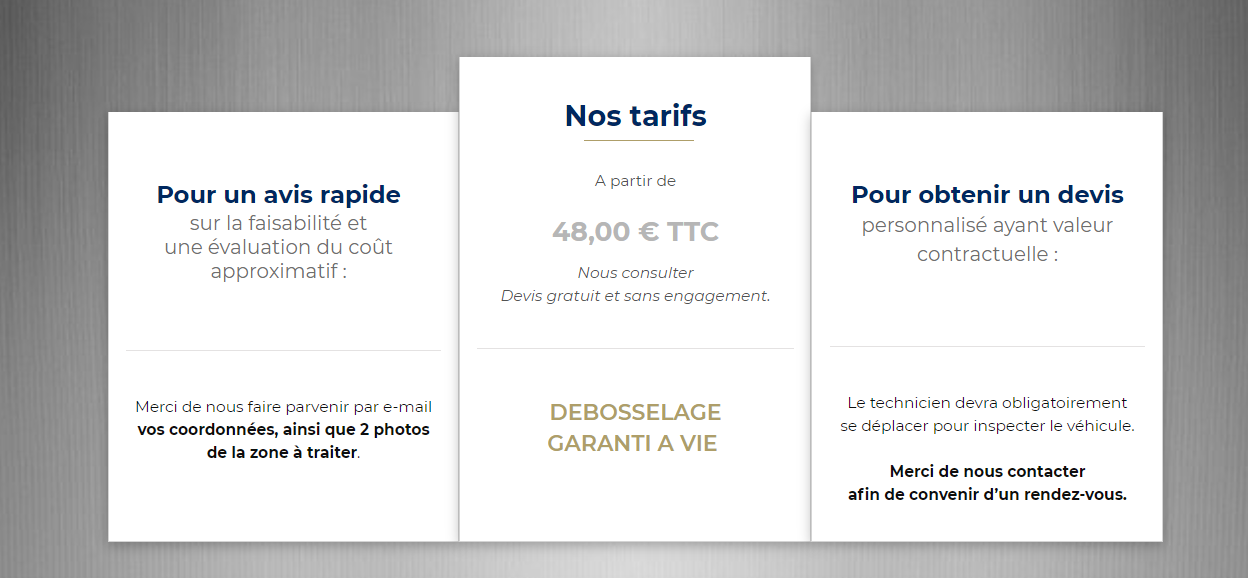 Pour un avis rapide
sur la faisabilité et
une évaluation du coût
approximatif :
Merci de nous faire parvenir par e-mail
vos coordonnées, ainsi que 2 photos
de la zone à traiter.
Nos tarifs
A partir de
48,00 € TTC
Nous consulter
Devis gratuit et sans engagement.
DEBOSSELAGE
GARANTI A VIE
Pour obtenir un devis
personnalisé ayant valeur
contractuelle :
Le technicien devra obligatoirement
se déplacer pour inspecter le véhicule.
Merci de nous contacter
afin de convenir d’un rendez-vous.